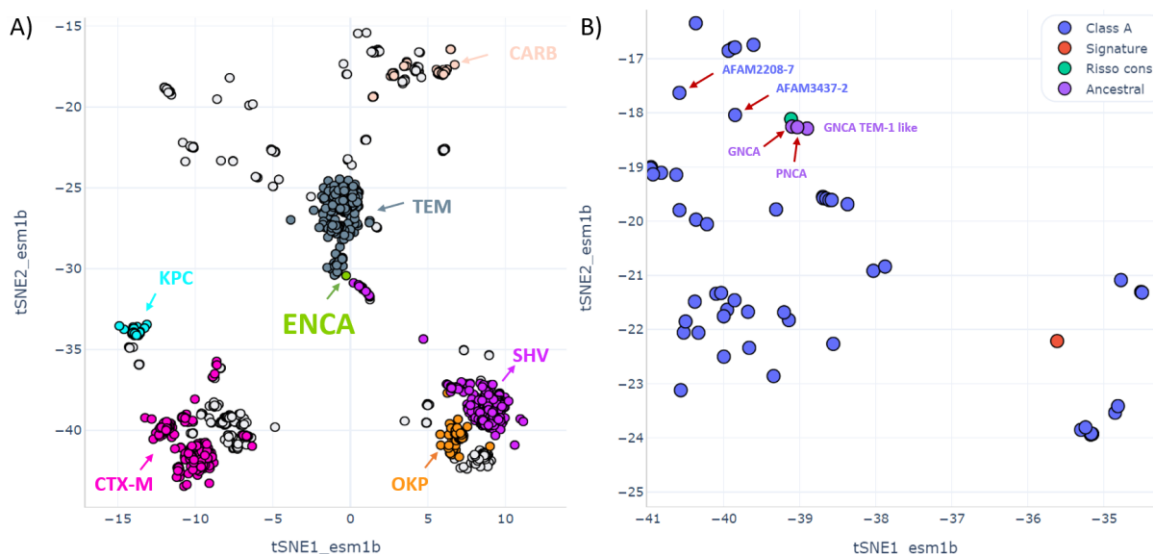 A)
−15
−20
−25
−30
−35
−40
tSNE2_esm1b
−15
−10
−5
0
5
10
tSNE1_esm1b
CARB
TEM
KPC
ENCA
SHV
CTX-M
OKP
B)
−17
−18
−19
−20
−21
−22
−23
−24
−25
tSNE2_esm1b
−41
−40
−39
−38
−37
−36
−35
tSNE1_esm1b
Class A
Signature
Risso cons
Ancestral
AFAM2208-7
AFAM3437-2
GNCA TEM-1 like
GNCA
PNCA